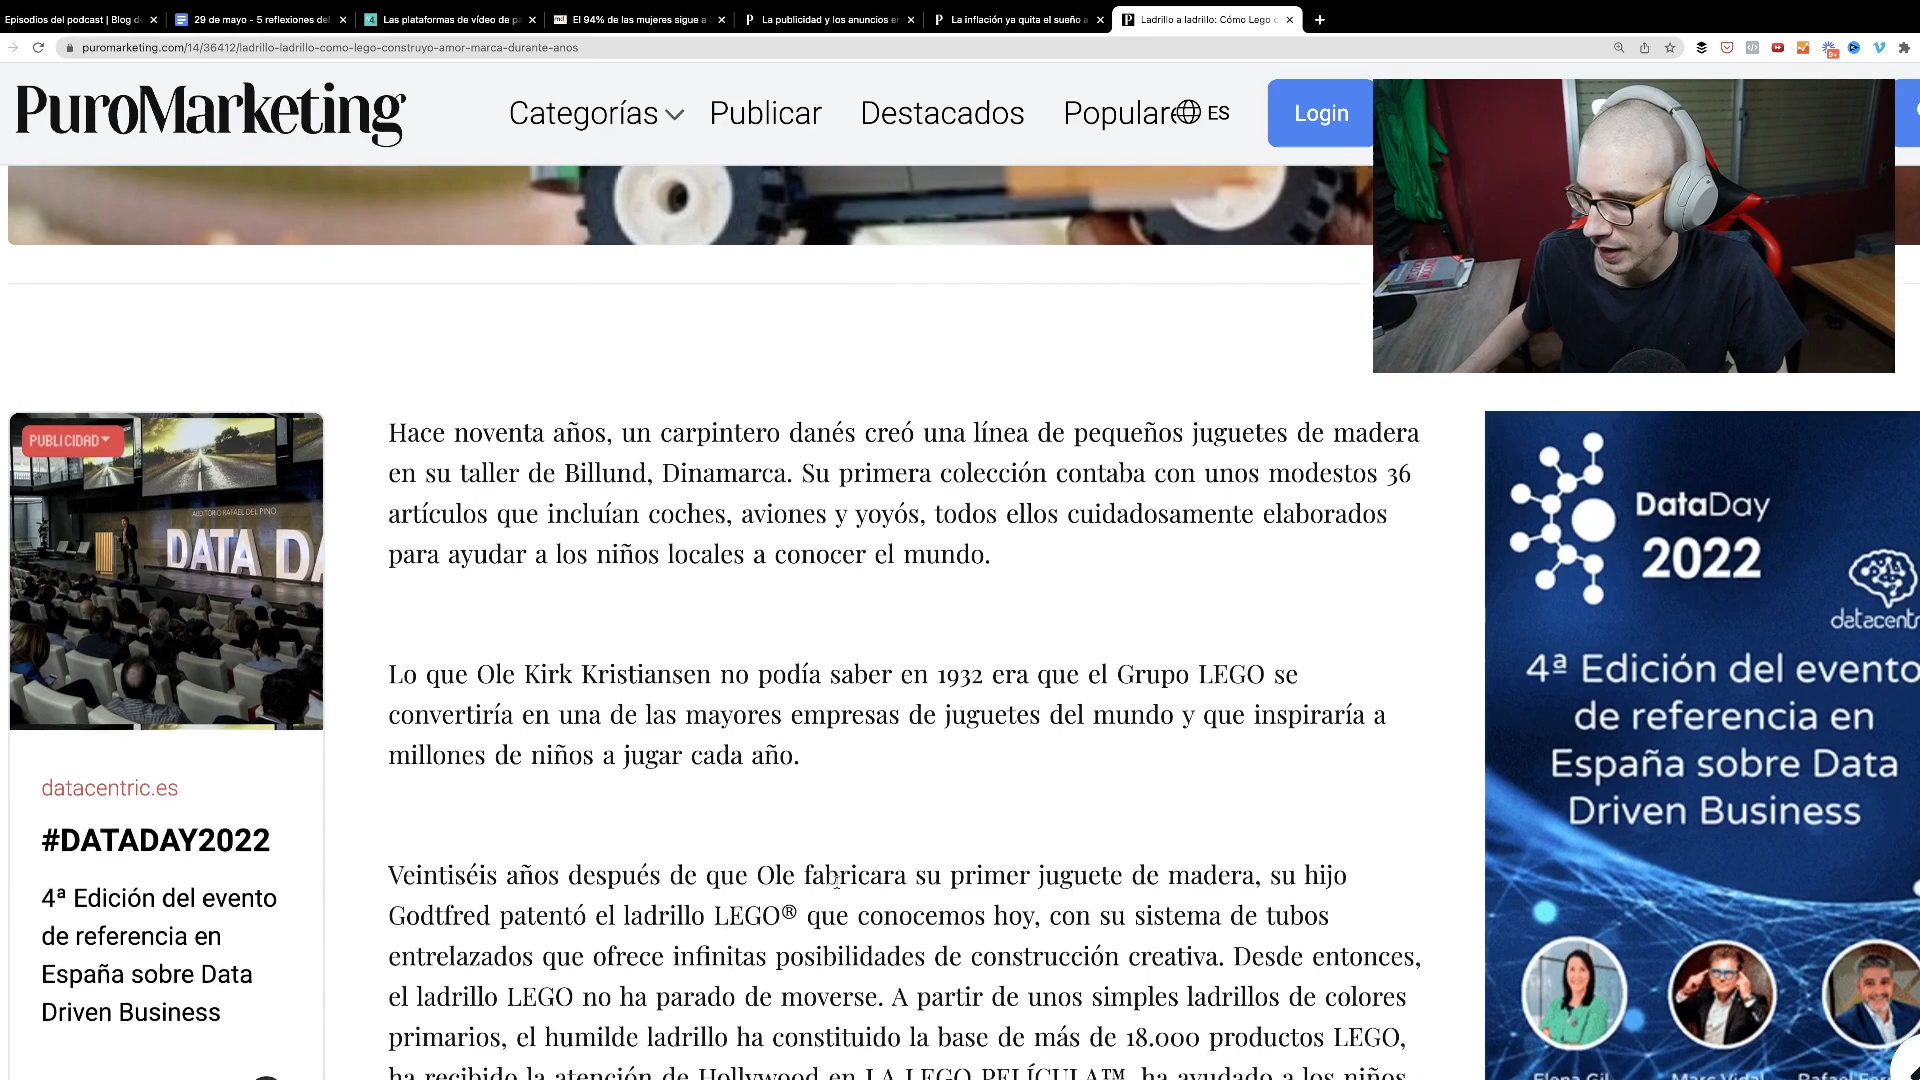 Episodios del podcast | Blog de
29 de mayo - 5 reflexiones del
Las plataformas de vídeo de pa
El 94% de las mujeres sigue a
La publicidad y los anuncios en
La inflación ya quita el sueño a
Ladrillo a ladrillo: Cómo Lego c
puromarketing.com/14/36412/ladrillo-ladrillo-como-lego-construyo-amor-marca-durante-anos
PuroMarketing
Categorías
Publicar
Destacados
Populare
ES
Login
PUBLICIDAD
AUDITORIO RAFAEL DEL PINO
DATA DA
datacentric.es
#DATADAY2022
4ª Edición del evento
de referencia en
España sobre Data
Driven Business
Hace noventa años, un carpintero danés creó una línea de pequeños juguetes de madera
en su taller de Billund, Dinamarca. Su primera colección contaba con unos modestos 36
artículos que incluían coches, aviones y yoyós, todos ellos cuidadosamente elaborados
para ayudar a los niños locales a conocer el mundo.
Lo que Ole Kirk Kristiansen no podía saber en 1932 era que el Grupo LEGO se
convertiría en una de las mayores empresas de juguetes del mundo y que inspiraría a
millones de niños a jugar cada año.
Veintiséis años después de que Ole fabricara su primer juguete de madera, su hijo
Godtfred patentó el ladrillo LEGO® que conocemos hoy, con su sistema de tubos
entrelazados que ofrece infinitas posibilidades de construcción creativa. Desde entonces,
el ladrillo LEGO no ha parado de moverse. A partir de unos simples ladrillos de colores
primarios, el humilde ladrillo ha constituido la base de más de 18.000 productos LEGO,
ha recibido la atención de Hollywood en LA LEGO PELÍCULA™, ha ayudado a los niños
DataDay
2022
datacentr
4ª Edición del evento
de referencia en
España sobre Data
Driven Business
Elena Gil
Marc Vidal
Rafael Fer